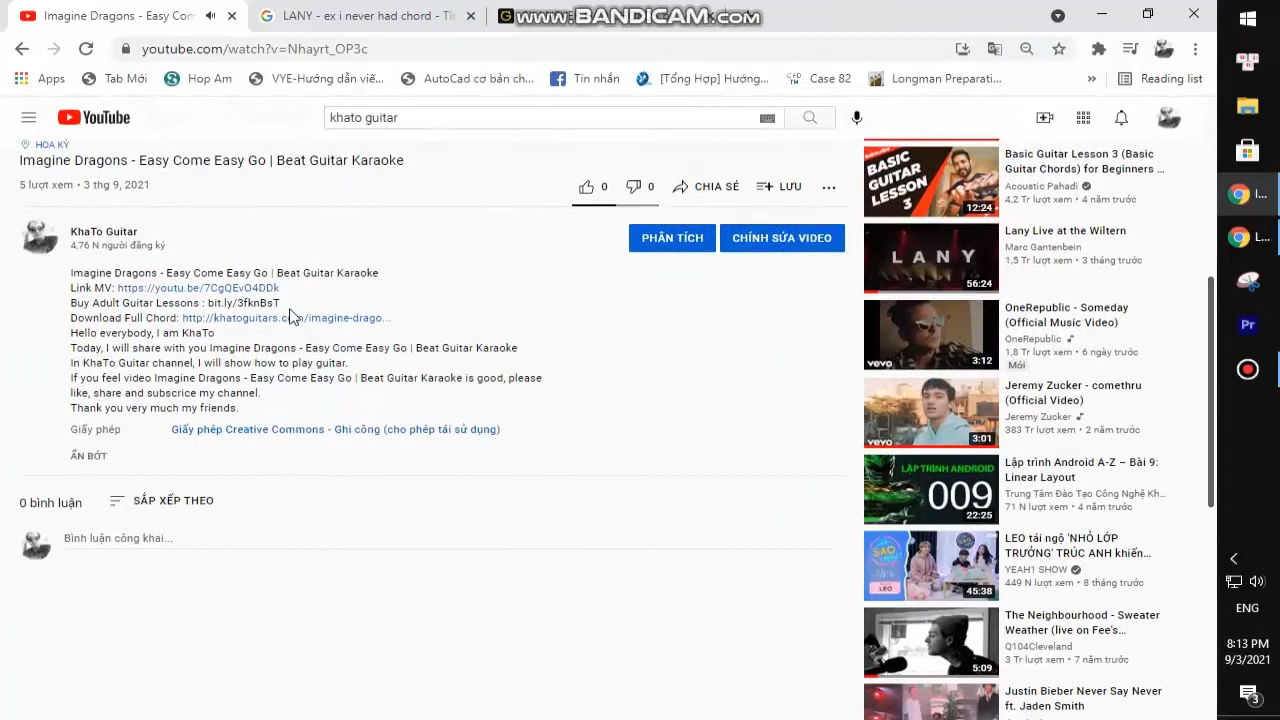 Imagine Dragons - Easy Com
LANY - ex i never had chord - T
www.BANDICAM.com
youtube.com/watch?v=Nhayrt_OP3c
Apps
Tab Mới
Hop Am
VYE-Hướng dẫn viế...
AutoCad cơ bản ch...
Tin nhắn
[Tổng Hợp] Hướng...
Case 82
Longman Preparati...
»
Reading list
YouTube
khato guitar
HOA KỲ
Imagine Dragons - Easy Come Easy Go | Beat Guitar Karaoke
5 lượt xem • 3 thg 9, 2021
0
0
CHIA SẺ
LƯU
KhaTo Guitar
4,76 N người đăng ký
PHÂN TÍCH
CHỈNH SỬA VIDEO
Imagine Dragons - Easy Come Easy Go | Beat Guitar Karaoke
Link MV: https://youtu.be/7CgQEvO4DDk
Buy Adult Guitar Lessons : bit.ly/3fknBsT
Download Full Chord: http://khatoguitars.c /imagine-drago...
Hello everybody, I am KhaTo
Today, I will share with you Imagine Dragons - Easy Come Easy Go | Beat Guitar Karaoke
In KhaTo Guitar channel, I will show how to play guitar.
If you feel video Imagine Dragons - Easy Come Easy Go | Beat Guitar Karaoke is good, please
like, share and subscrice my channel.
Thank you very much my friends.
Giấy phép
Giấy phép Creative Commons - Ghi công (cho phép tái sử dụng)
ẨN BỚT
0 bình luận
SẮP XẾP THEO
Bình luận công khai...
BASIC
GUITAR
LESSON
3
12:24
Basic Guitar Lesson 3 (Basic
Guitar Chords) for Beginners ...
Acoustic Pahadi
4,2 Tr lượt xem • 4 năm trước
LANY
56:24
Lany Live at the Wiltern
Marc Gantenbein
1,5 Tr lượt xem • 3 tháng trước
vevo
3:12
OneRepublic - Someday
(Official Music Video)
OneRepublic
1,8 Tr lượt xem • 6 ngày trước
Mới
vevo
3:01
Jeremy Zucker - comethru
(Official Video)
Jeremy Zucker
383 Tr lượt xem • 2 năm trước
LẬP TRÌNH ANDROID
009
22:25
Lập trình Android A-Z – Bài 9:
Linear Layout
Trung Tâm Đào Tạo Công Nghệ Kh...
71 N lượt xem • 4 năm trước
SAO
LEO
45:38
LEO tái ngộ 'NHỎ LỚP
TRƯỞNG' TRÚC ANH khiến...
YEAH1 SHOW
449 N lượt xem • 8 tháng trước
5:09
The Neighbourhood - Sweater
Weather (live on Fee's...
Q104Cleveland
3 Tr lượt xem • 7 năm trước
Justin Bieber Never Say Never
ft. Jaden Smith
I...
L...
Pr
ENG
8:13 PM
9/3/2021
3